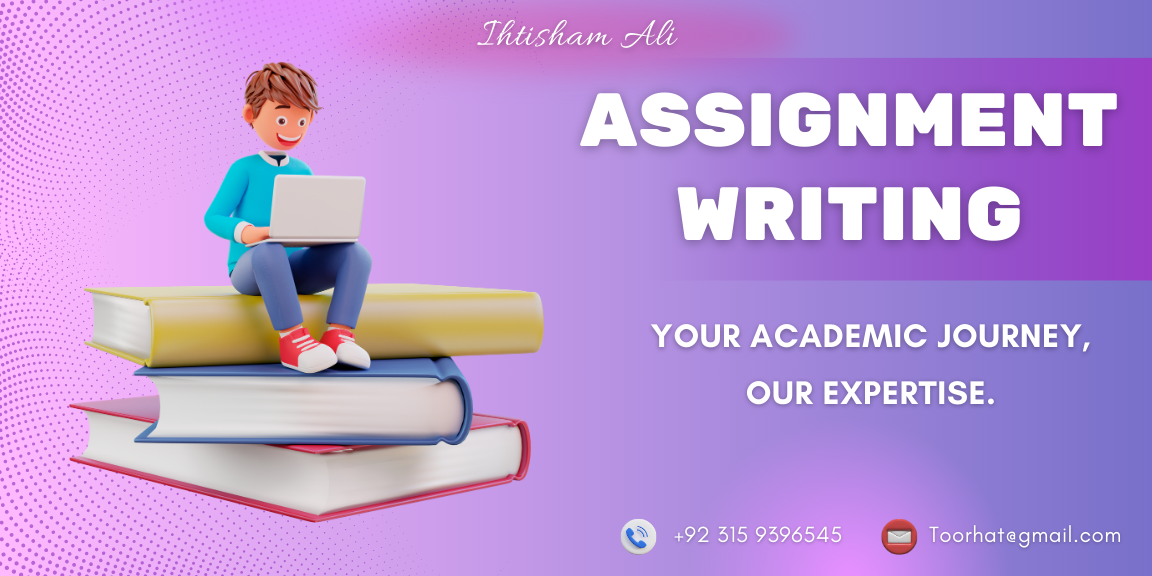 Ihtisham Ali
ASSIGNMENT
WRITING
YOUR ACADEMIC JOURNEY,
OUR EXPERTISE.
+92 315 9396545
Toorhat@gmail.com